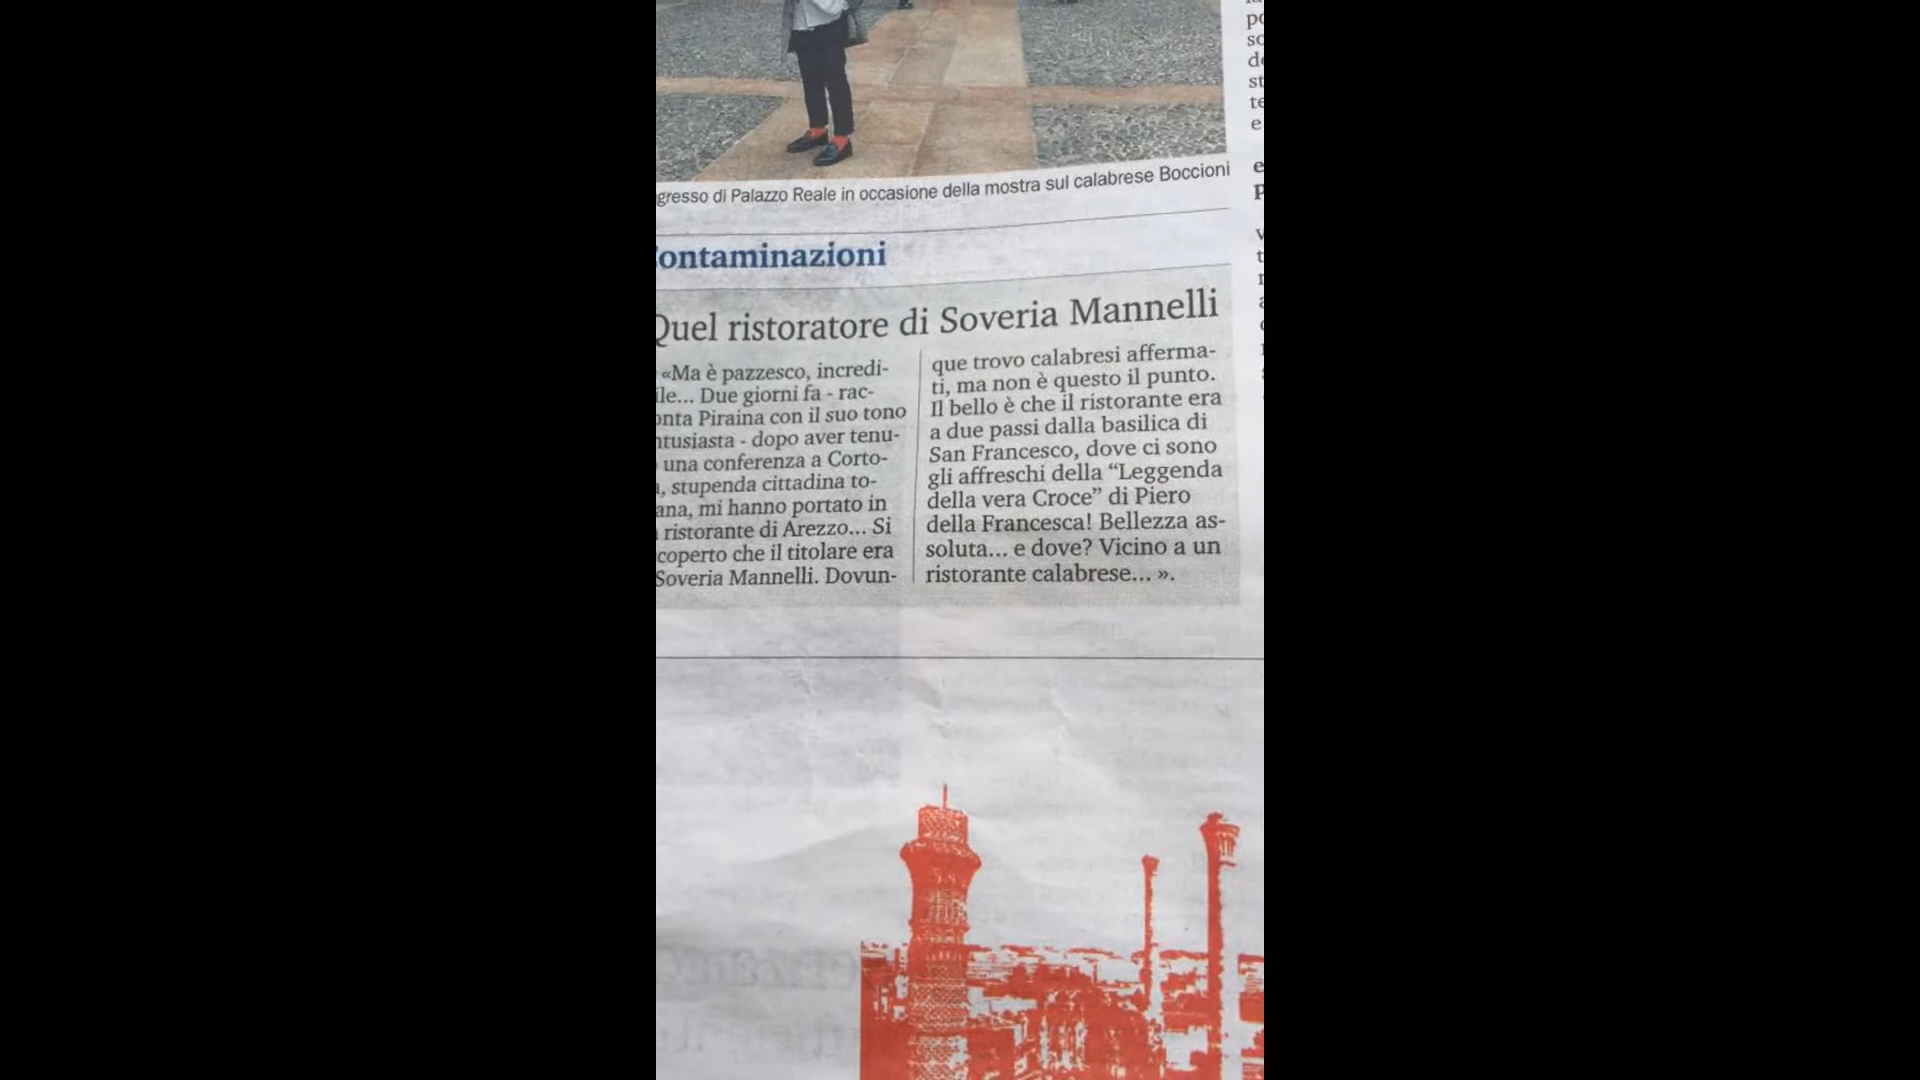 gresso di Palazzo Reale in occasione della mostra sul calabrese Boccioni
ontaminazioni
Quel ristoratore di Soveria Mannelli
«Ma è pazzesco, incredi-
ile... Due giorni fa - rac-
onta Piraina con il suo tono
ntusiasta - dopo aver tenu-
una conferenza a Corto-
, stupenda cittadina to-
ana, mi hanno portato in
ristorante di Arezzo... Si
coperto che il titolare era
Soveria Mannelli. Dovun-
que trovo calabresi afferma-
ti, ma non è questo il punto.
Il bello è che il ristorante era
a due passi dalla basilica di
San Francesco, dove ci sono
gli affreschi della “Leggenda
della vera Croce” di Piero
della Francesca! Bellezza as-
soluta... e dove? Vicino a un
ristorante calabrese... ».